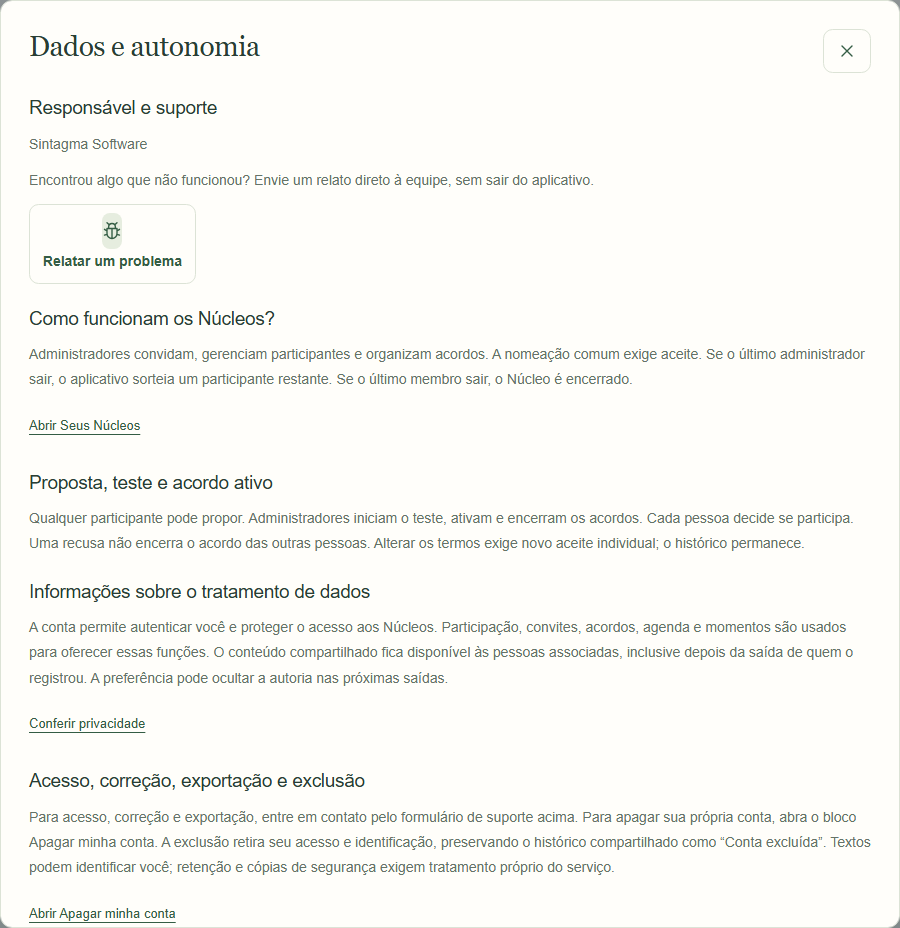 Dados e autonomia
Responsável e suporte
Sintagma Software
Encontrou algo que não funcionou? Envie um relato direto à equipe, sem sair do aplicativo.
Relatar um problema
Como funcionam os Núcleos?
Administradores convidam, gerenciam participantes e organizam acordos. A nomeação comum exige aceite. Se o último administrador
sair, o aplicativo sorteia um participante restante. Se o último membro sair, o Núcleo é encerrado.
Abrir Seus Núcleos
Proposta, teste e acordo ativo
Qualquer participante pode propor. Administradores iniciam o teste, ativam e encerram os acordos. Cada pessoa decide se participa.
Uma recusa não encerra o acordo das outras pessoas. Alterar os termos exige novo aceite individual; o histórico permanece.
Informações sobre o tratamento de dados
A conta permite autenticar você e proteger o acesso aos Núcleos. Participação, convites, acordos, agenda e momentos são usados
para oferecer essas funções. O conteúdo compartilhado fica disponível às pessoas associadas, inclusive depois da saída de quem o
registrou. A preferência pode ocultar a autoria nas próximas saídas.
Conferir privacidade
Acesso, correção, exportação e exclusão
Para acesso, correção e exportação, entre em contato pelo formulário de suporte acima. Para apagar sua própria conta, abra o bloco
Apagar minha conta. A exclusão retira seu acesso e identificação, preservando o histórico compartilhado como “Conta excluída”. Textos
podem identificar você; retenção e cópias de segurança exigem tratamento próprio do serviço.
Abrir Apagar minha conta